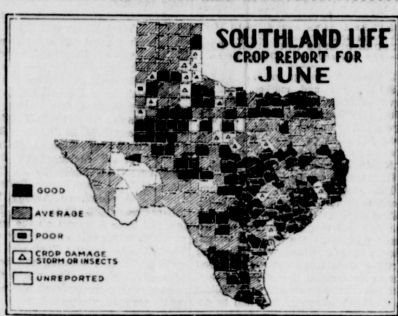 SOUTHLAND LIFE
CROP REPORT FOR
JUNE
GOOD
AVERAGE
POOR
CROP DAMAGE
STORM OR INSECTS
UNREPORTED